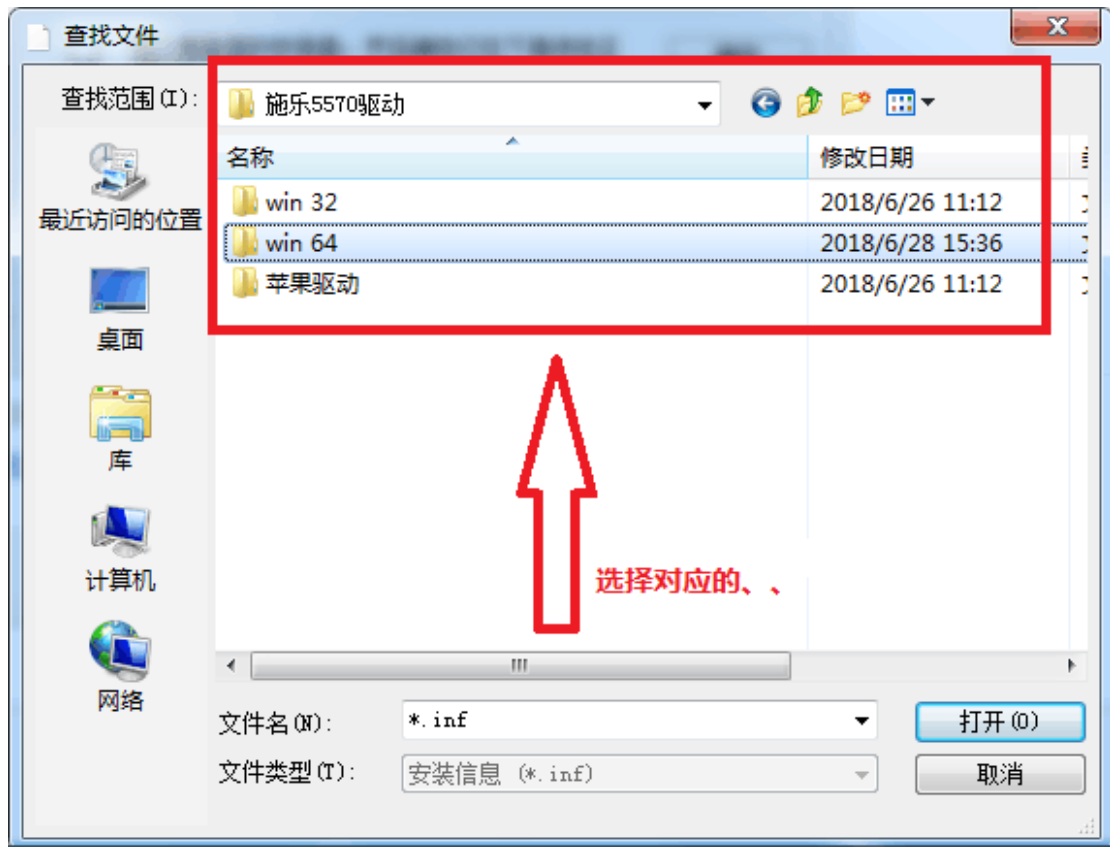 查找文件
查找范围(I):
施乐5570驱动
名称
修改日期
win 32
2018/6/26 11:12
win 64
2018/6/28 15:36
苹果驱动
2018/6/26 11:12
最近访问的位置
桌面
库
计算机
网络
选择对应的、、
文件名(N):
*.inf
打开(O)
文件类型(T):
安装信息 (*.inf)
取消